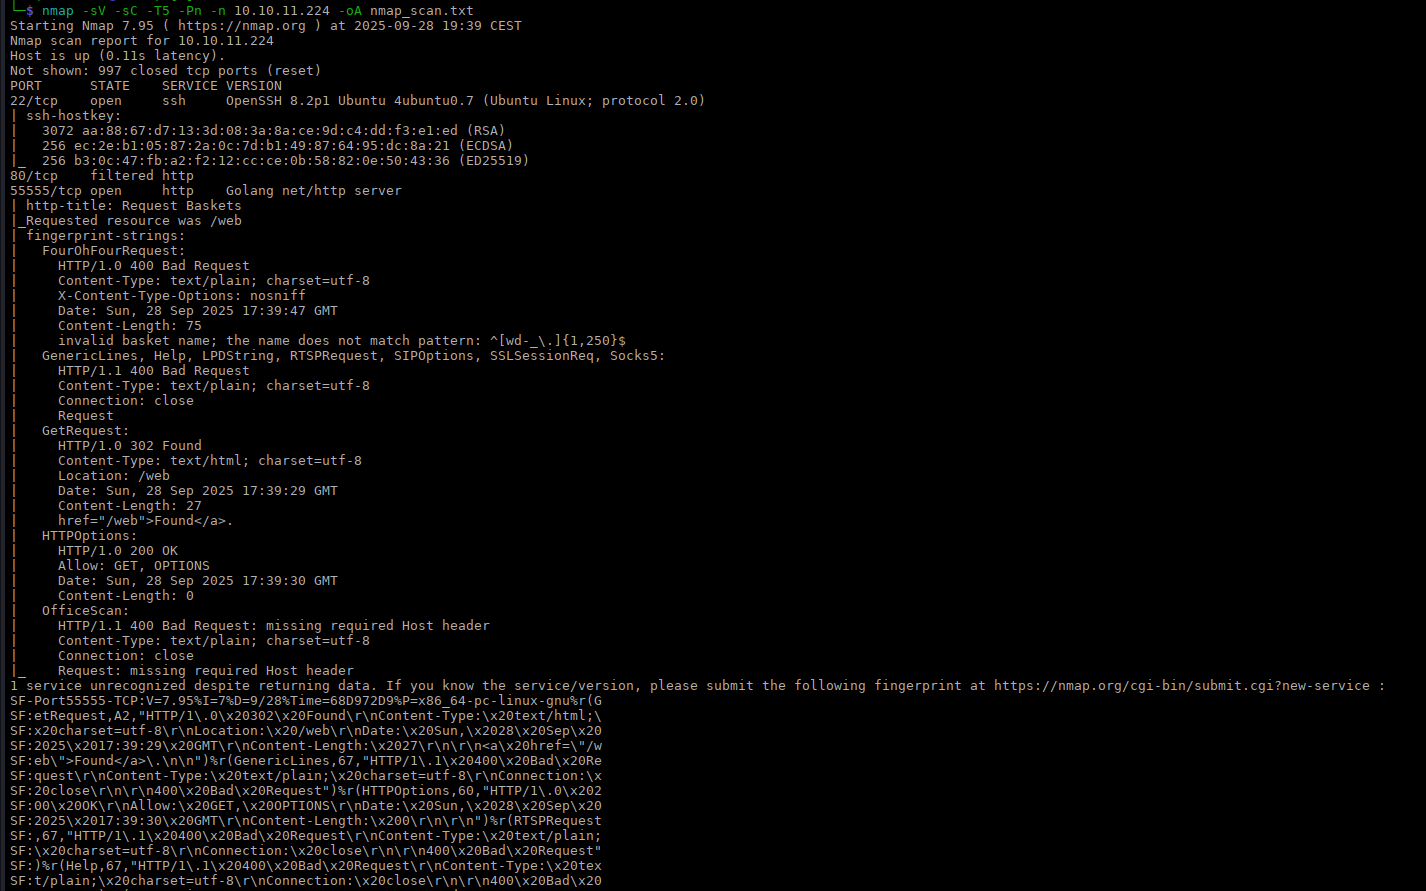 └─$ nmap -sV -sC -T5 -Pn -n 10.10.11.224 -oA nmap_scan.txt
Starting Nmap 7.95 ( https://nmap.org ) at 2025-09-28 19:39 CEST
Nmap scan report for 10.10.11.224
Host is up (0.11s latency).
Not shown: 997 closed tcp ports (reset)
PORT      STATE    SERVICE VERSION
22/tcp    open     ssh     OpenSSH 8.2p1 Ubuntu 4ubuntu0.7 (Ubuntu Linux; protocol 2.0)
| ssh-hostkey:
|   3072 aa:88:67:d7:13:3d:08:3a:8a:ce:9d:c4:dd:f3:e1:ed (RSA)
|   256 ec:2e:b1:05:87:2a:0c:7d:b1:49:87:64:95:dc:8a:21 (ECDSA)
|_  256 b3:0c:47:fb:a2:f2:12:cc:ce:0b:58:82:0e:50:43:36 (ED25519)
80/tcp    filtered http
55555/tcp open     http    Golang net/http server
| http-title: Request Baskets
|_Requested resource was /web
| fingerprint-strings:
|   FourOhFourRequest:
|     HTTP/1.0 400 Bad Request
|     Content-Type: text/plain; charset=utf-8
|     X-Content-Type-Options: nosniff
|     Date: Sun, 28 Sep 2025 17:39:47 GMT
|     Content-Length: 75
|     invalid basket name; the name does not match pattern: ^[wd-_\.]{1,250}$
|   GenericLines, Help, LPDString, RTSPRequest, SIPOptions, SSLSessionReq, Socks5:
|     HTTP/1.1 400 Bad Request
|     Content-Type: text/plain; charset=utf-8
|     Connection: close
|     Request
|   GetRequest:
|     HTTP/1.0 302 Found
|     Content-Type: text/html; charset=utf-8
|     Location: /web
|     Date: Sun, 28 Sep 2025 17:39:29 GMT
|     Content-Length: 27
|     href="/web">Found</a>.
|   HTTPOptions:
|     HTTP/1.0 200 OK
|     Allow: GET, OPTIONS
|     Date: Sun, 28 Sep 2025 17:39:30 GMT
|     Content-Length: 0
|   OfficeScan:
|     HTTP/1.1 400 Bad Request: missing required Host header
|     Content-Type: text/plain; charset=utf-8
|     Connection: close
|_    Request: missing required Host header
1 service unrecognized despite returning data. If you know the service/version, please submit the following fingerprint at https://nmap.org/cgi-bin/submit.cgi?new-service :
SF-Port55555-TCP:V=7.95%I=7%D=9/28%Time=68D972D9%P=x86_64-pc-linux-gnu%r(G
SF:etRequest,A2,"HTTP/1\.0\x20302\x20Found\r\nContent-Type:\x20text/html;\
SF:x20charset=utf-8\r\nLocation:\x20/web\r\nDate:\x20Sun,\x2028\x20Sep\x20
SF:2025\x2017:39:29\x20GMT\r\nContent-Length:\x2027\r\n\r\n<a\x20href=\"/w
SF:eb\">Found</a>\.\n\n")%r(GenericLines,67,"HTTP/1\.1\x20400\x20Bad\x20Re
SF:quest\r\nContent-Type:\x20text/plain;\x20charset=utf-8\r\nConnection:\x
SF:20close\r\n\r\n400\x20Bad\x20Request")%r(HTTPOptions,60,"HTTP/1\.0\x202
SF:00\x20OK\r\nAllow:\x20GET,\x20OPTIONS\r\nDate:\x20Sun,\x2028\x20Sep\x20
SF:2025\x2017:39:30\x20GMT\r\nContent-Length:\x200\r\n\r\n")%r(RTSPRequest
SF:,67,"HTTP/1\.1\x20400\x20Bad\x20Request\r\nContent-Type:\x20text/plain;
SF:\x20charset=utf-8\r\nConnection:\x20close\r\n\r\n400\x20Bad\x20Request"
SF:)%r(Help,67,"HTTP/1\.1\x20400\x20Bad\x20Request\r\nContent-Type:\x20tex
SF:t/plain;\x20charset=utf-8\r\nConnection:\x20close\r\n\r\n400\x20Bad\x20